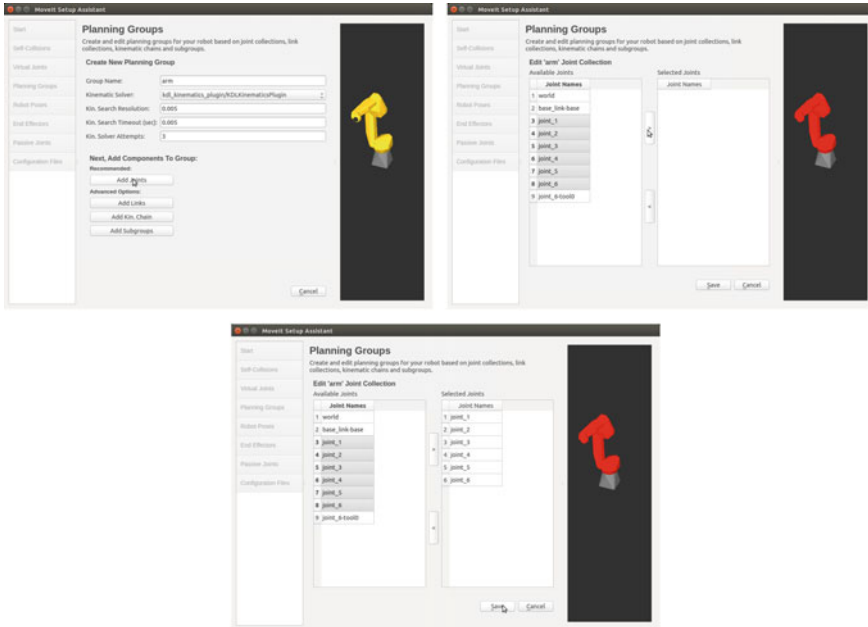 MoveIt Setup Assistant
Start
Self-Collisions
Virtual Joints
Planning Groups
Robot Poses
End Effectors
Passive Joints
Configuration Files
Planning Groups
Create and edit planning groups for your robot based on joint collections, link
collections, kinematic chains and subgroups.
Create New Planning Group
Group Name: arm
Kinematic Solver: kdl_kinematics_plugin/KDLKinematicsPlugin
Kin. Search Resolution: 0.005
Kin. Search Timeout (sec): 0.005
Kin. Solver Attempts: 3
Next, Add Components To Group:
Recommended:
Add Joints
Advanced Options:
Add Links
Add Kin. Chain
Add Subgroups
Cancel
MoveIt Setup Assistant
Start
Self-Collisions
Virtual Joints
Planning Groups
Robot Poses
End Effectors
Passive Joints
Configuration Files
Planning Groups
Create and edit planning groups for your robot based on joint collections, link
collections, kinematic chains and subgroups.
Edit 'arm' Joint Collection
Available Joints
Joint Names
1 world
2 base_link-base
3 joint_1
4 joint_2
5 joint_3
6 joint_4
7 joint_5
8 joint_6
9 joint_6-tool0
Selected Joints
Joint Names
<
Save Cancel
MoveIt Setup Assistant
Start
Self-Collisions
Virtual Joints
Planning Groups
Robot Poses
End Effectors
Passive Joints
Configuration Files
Planning Groups
Create and edit planning groups for your robot based on joint collections, link
collections, kinematic chains and subgroups.
Edit 'arm' Joint Collection
Available Joints
Joint Names
1 world
2 base_link-base
3 joint_1
4 joint_2
5 joint_3
6 joint_4
7 joint_5
8 joint_6
9 joint_6-tool0
>
<
Selected Joints
Joint Names
1 joint_1
2 joint_2
3 joint_3
4 joint_4
5 joint_5
6 joint_6
Save Cancel